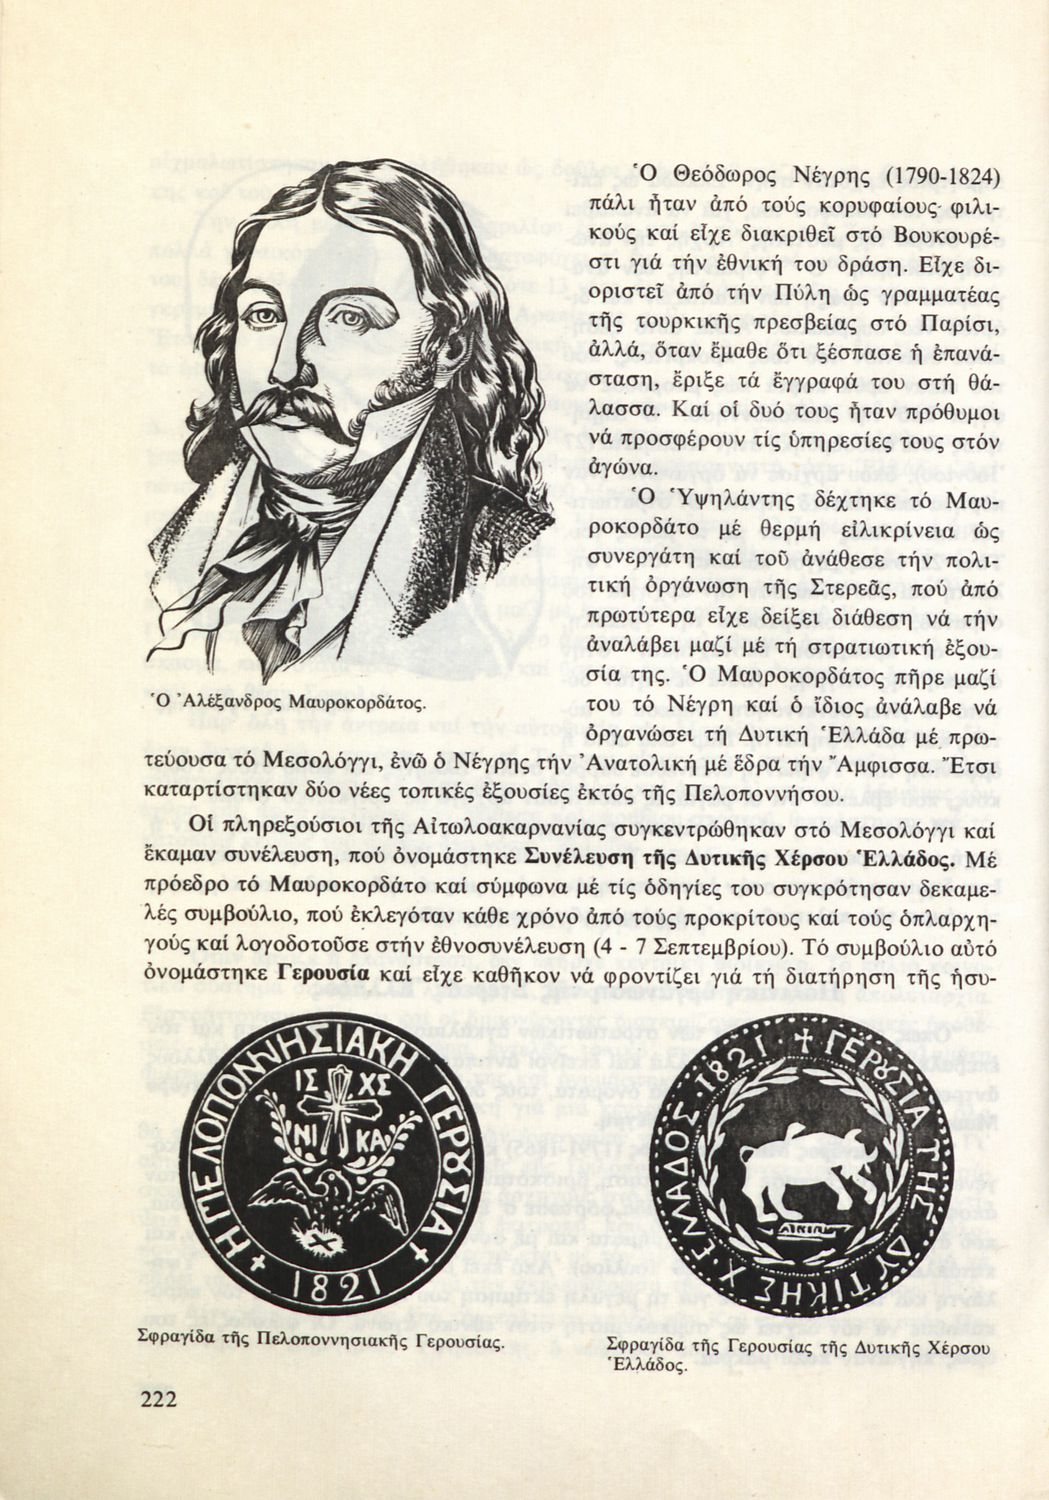 Ὁ Θεόδωρος Νέγρης (1790-1824)
πάλι ἦταν ἀπό τούς κορυφαίους φιλι-
κούς καί εἶχε διακριθεῖ στό Βουκουρέ-
στι γιά τήν ἐθνική του δράση. Εἶχε δι-
οριστεῖ ἀπό τήν Πύλη ὡς γραμματέας
τῆς τουρκικῆς πρεσβείας στό Παρίσι,
ἀλλά, ὅταν ἔμαθε ὅτι ξέσπασε ἡ ἐπανά-
σταση, ἔριξε τά ἔγγραφά του στή θά-
λασσα. Καί οἱ δυό τους ἦταν πρόθυμοι
νά προσφέρουν τίς ὑπηρεσίες τους στόν
ἀγώνα.
Ὁ Ὑψηλάντης δέχτηκε τό Μαυ-
ροκορδάτο μέ θερμή εἰλικρίνεια ὡς
συνεργάτη καί τοῦ ἀνάθεσε τήν πολι-
τική ὀργάνωση τῆς Στερεᾶς, πού ἀπό
πρωτύτερα εἶχε δείξει διάθεση νά τήν
ἀναλάβει μαζί μέ τή στρατιωτική ἐξου-
σία της. Ὁ Μαυροκορδάτος πῆρε μαζί
του τό Νέγρη καί ὁ ἴδιος ἀνάλαβε νά
ὀργανώσει τή Δυτική Ἑλλάδα μέ πρω-
τεύουσα τό Μεσολόγγι, ἐνῶ ὁ Νέγρης τήν Ἀνατολική μέ ἕδρα τήν Ἄμφισσα. Ἔτσι
καταρτίστηκαν δύο νέες τοπικές ἐξουσίες ἐκτός τῆς Πελοποννήσου.
Ὁ Ἀλέξανδρος Μαυροκορδάτος.
Οἱ πληρεξούσιοι τῆς Αἰτωλοακαρνανίας συγκεντρώθηκαν στό Μεσολόγγι καί
ἔκαμαν συνέλευση, πού ὀνομάστηκε Συνέλευση τῆς Δυτικῆς Χέρσου Ἑλλάδος. Μέ
πρόεδρο τό Μαυροκορδάτο καί σύμφωνα μέ τίς ὁδηγίες του συγκρότησαν δεκαμε-
λές συμβούλιο, πού ἐκλεγόταν κάθε χρόνο ἀπό τούς προκρίτους καί τούς ὁπλαρχη-
γούς καί λογοδοτοῦσε στήν ἐθνοσυνέλευση (4 - 7 Σεπτεμβρίου). Τό συμβούλιο αὐτό
ὀνομάστηκε Γερουσία καί εἶχε καθῆκον νά φροντίζει γιά τή διατήρηση τῆς ἡσυ-
Η ΠΕΛΟΠΟΝΝΗΣΙΑΚΗ ΓΕΡȣΣΙΑ
ΙΣ ΧΣ
ΝΙ ΚΑ
1821
ΓΕΡȣΣΙΑ ΤΗΣ ΔΥΤΙΚΗΣ Χ. ΕΛΛΑΔΟΣ. 1821.
Σφραγίδα τῆς Πελοποννησιακῆς Γερουσίας.
Σφραγίδα τῆς Γερουσίας τῆς Δυτικῆς Χέρσου
Ἑλλάδος.
222